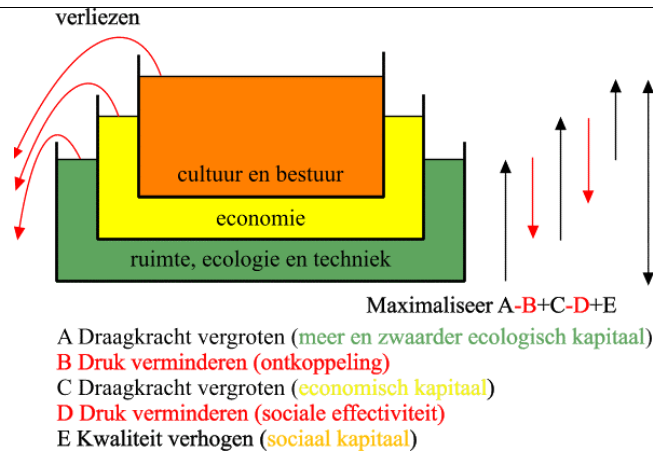 verliezen
cultuur en bestuur
economie
ruimte, ecologie en techniek
Maximaliseer A-B+C-D+E
A Draagkracht vergroten (meer en zwaarder ecologisch kapitaal)
B Druk verminderen (ontkoppeling)
C Draagkracht vergroten (economisch kapitaal)
D Druk verminderen (sociale effectiviteit)
E Kwaliteit verhogen (sociaal kapitaal)